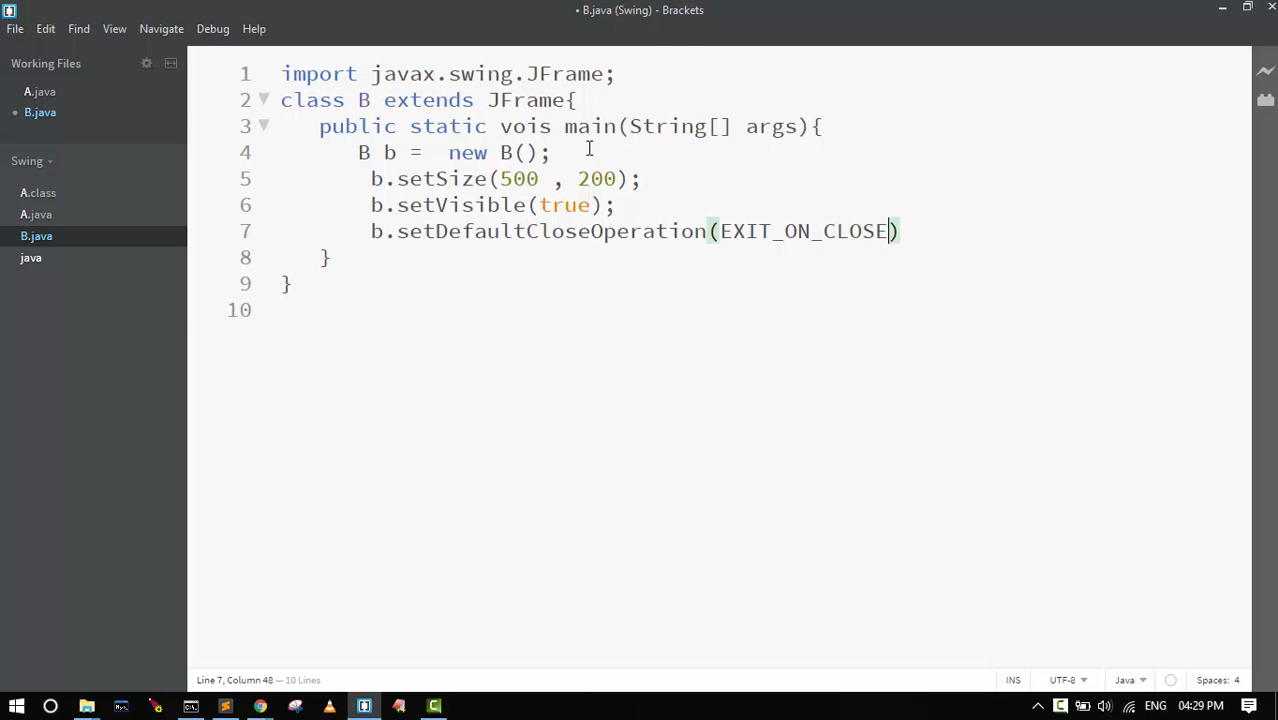 • B.java (Swing) - Brackets
File Edit Find View Navigate Debug Help
Working Files
A.java
• B.java
Swing
A.class
A.java
B.java
java
1 import javax.swing.JFrame;
2 class B extends JFrame{
3 public static vois main(String[] args){
4 B b =  new B();
5 b.setSize(500 , 200);
6 b.setVisible(true);
7 b.setDefaultCloseOperation(EXIT_ON_CLOSE)
8 }
9 }
10
Line 7, Column 48 — 10 Lines INS UTF-8 Java Spaces: 4
ENG 04:29 PM